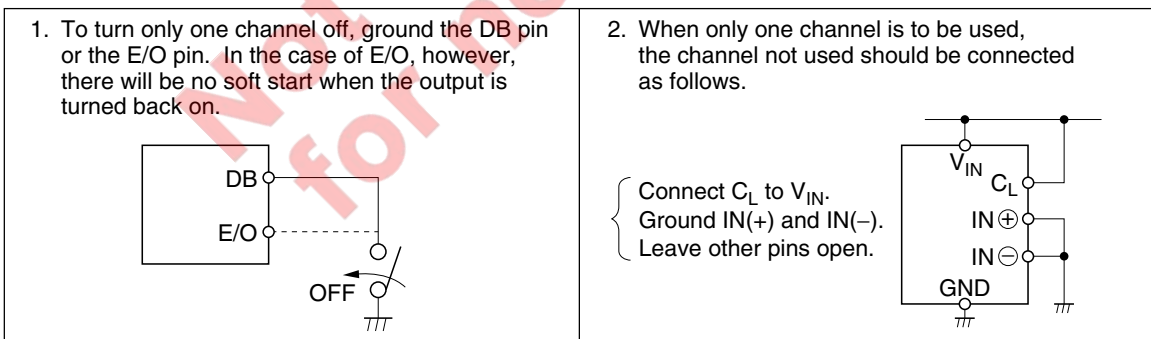 1. To turn only one channel off, ground the DB pin
or the E/O pin. In the case of E/O, however,
there will be no soft start when the output is
turned back on.
DB
E/O
OFF
2. When only one channel is to be used,
the channel not used should be connected
as follows.
Connect CL to VIN.
Ground IN(+) and IN(−).
Leave other pins open.
VIN
CL
IN ⊕
IN ⊖
GND
Not
for n